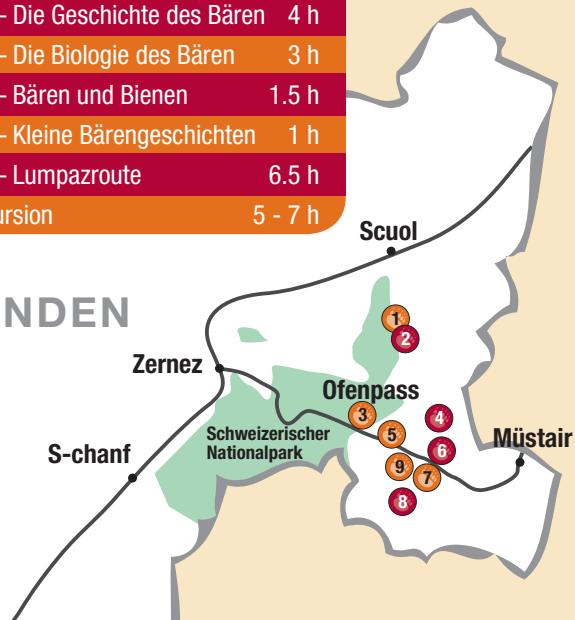 - Die Geschichte des Bären 4 h
- Die Biologie des Bären 3 h
- Bären und Bienen 1.5 h
- Kleine Bärengeschichten 1 h
- Lumpazroute 6.5 h
ursion 5 - 7 h
Scuol
NDEN
1
2
Zernez
Ofenpass
3
4
Schweizerischer
Nationalpark
5
Müstair
S-chanf
6
9
7
8